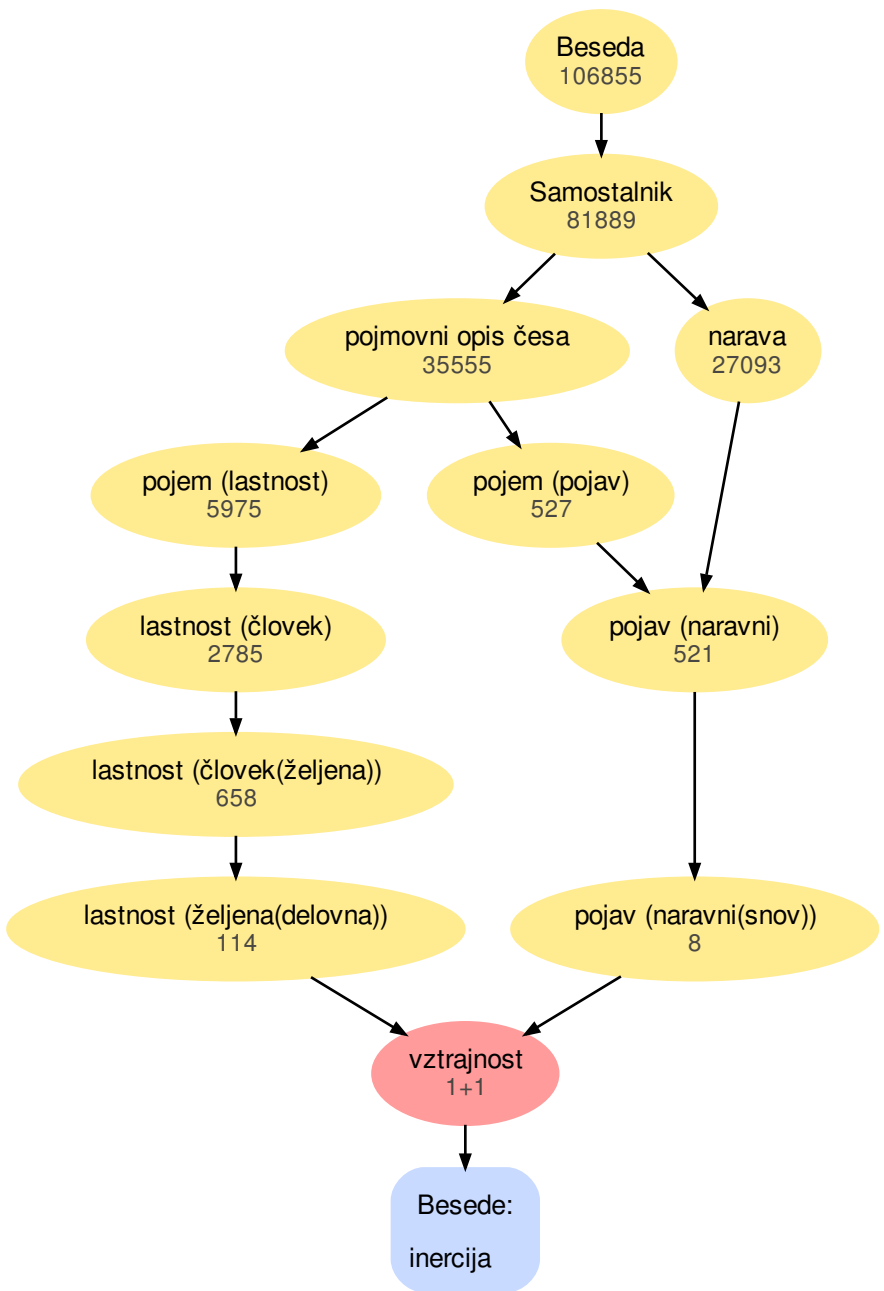 Beseda
106855
Samostalnik
81889
pojmovni opis česa
35555
narava
27093
pojem (lastnost)
5975
pojem (pojav)
527
lastnost (človek)
2785
pojav (naravni)
521
lastnost (človek(željena))
658
lastnost (željena(delovna))
114
pojav (naravni(snov))
8
vztrajnost
1+1
Besede:
inercija